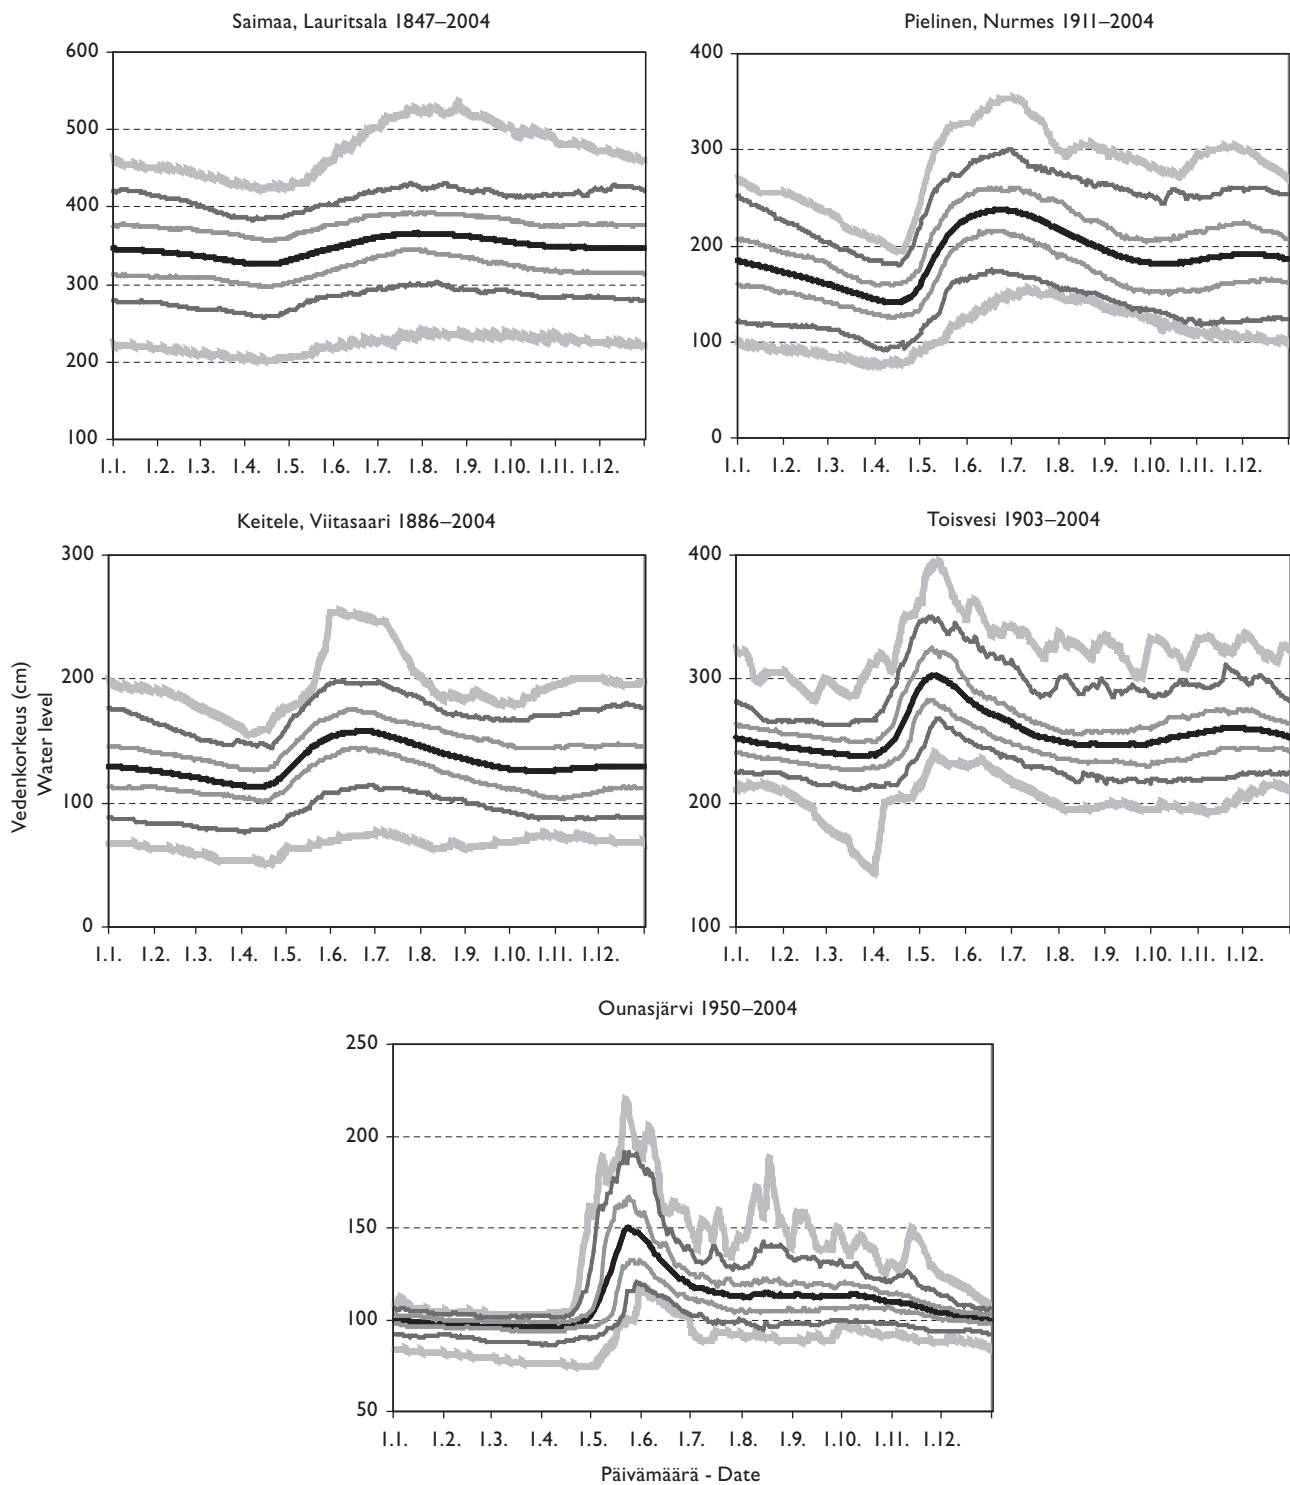 Saimaa, Lauritsala 1847–2004
600
500
400
300
200
100
1.1. 1.2. 1.3. 1.4. 1.5. 1.6. 1.7. 1.8. 1.9. 1.10. 1.11. 1.12.
Pielinen, Nurmes 1911–2004
400
300
200
100
0
1.1. 1.2. 1.3. 1.4. 1.5. 1.6. 1.7. 1.8. 1.9. 1.10. 1.11. 1.12.
Vedenkorkeus (cm)
Water level
Keitele, Viitasaari 1886–2004
300
200
100
0
1.1. 1.2. 1.3. 1.4. 1.5. 1.6. 1.7. 1.8. 1.9. 1.10. 1.11. 1.12.
Toisvesi 1903–2004
400
300
200
100
1.1. 1.2. 1.3. 1.4. 1.5. 1.6. 1.7. 1.8. 1.9. 1.10. 1.11. 1.12.
Ounasjärvi 1950–2004
250
200
150
100
50
1.1. 1.2. 1.3. 1.4. 1.5. 1.6. 1.7. 1.8. 1.9. 1.10. 1.11. 1.12.
Päivämäärä - Date